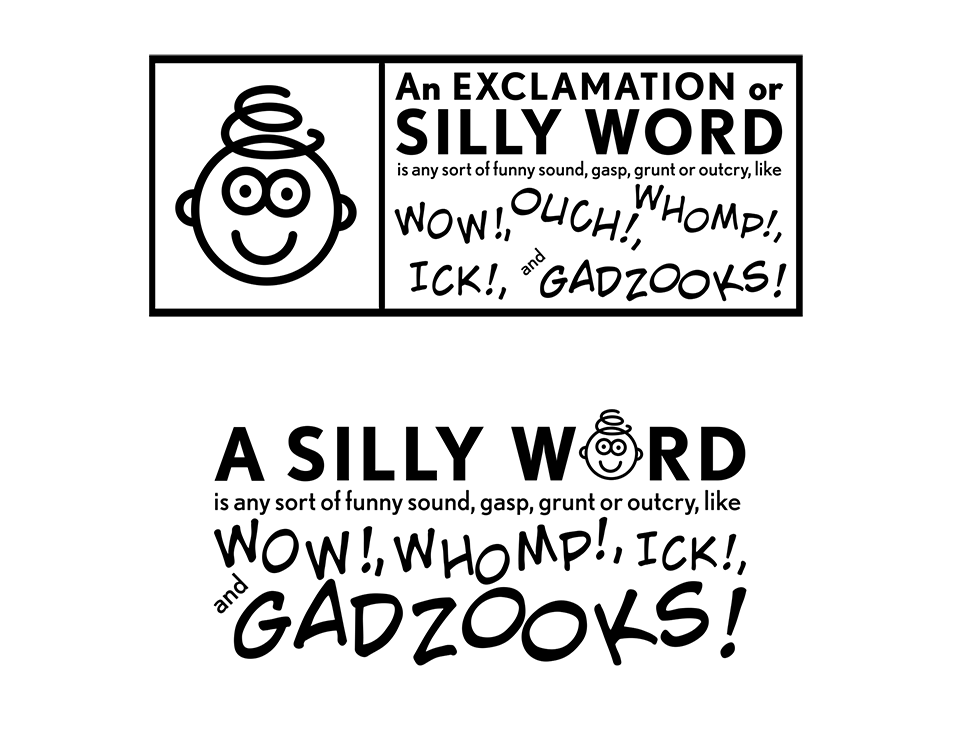 An EXCLAMATION or
SILLY WORD
is any sort of funny sound, gasp, grunt or outcry, like
WOW!, OUCH!, WHOMP!,
ICK!, and GADZOOKS!
A SILLY WORD
is any sort of funny sound, gasp, grunt or outcry, like
WOW!, WHOMP!, ICK!,
and GADZOOKS!